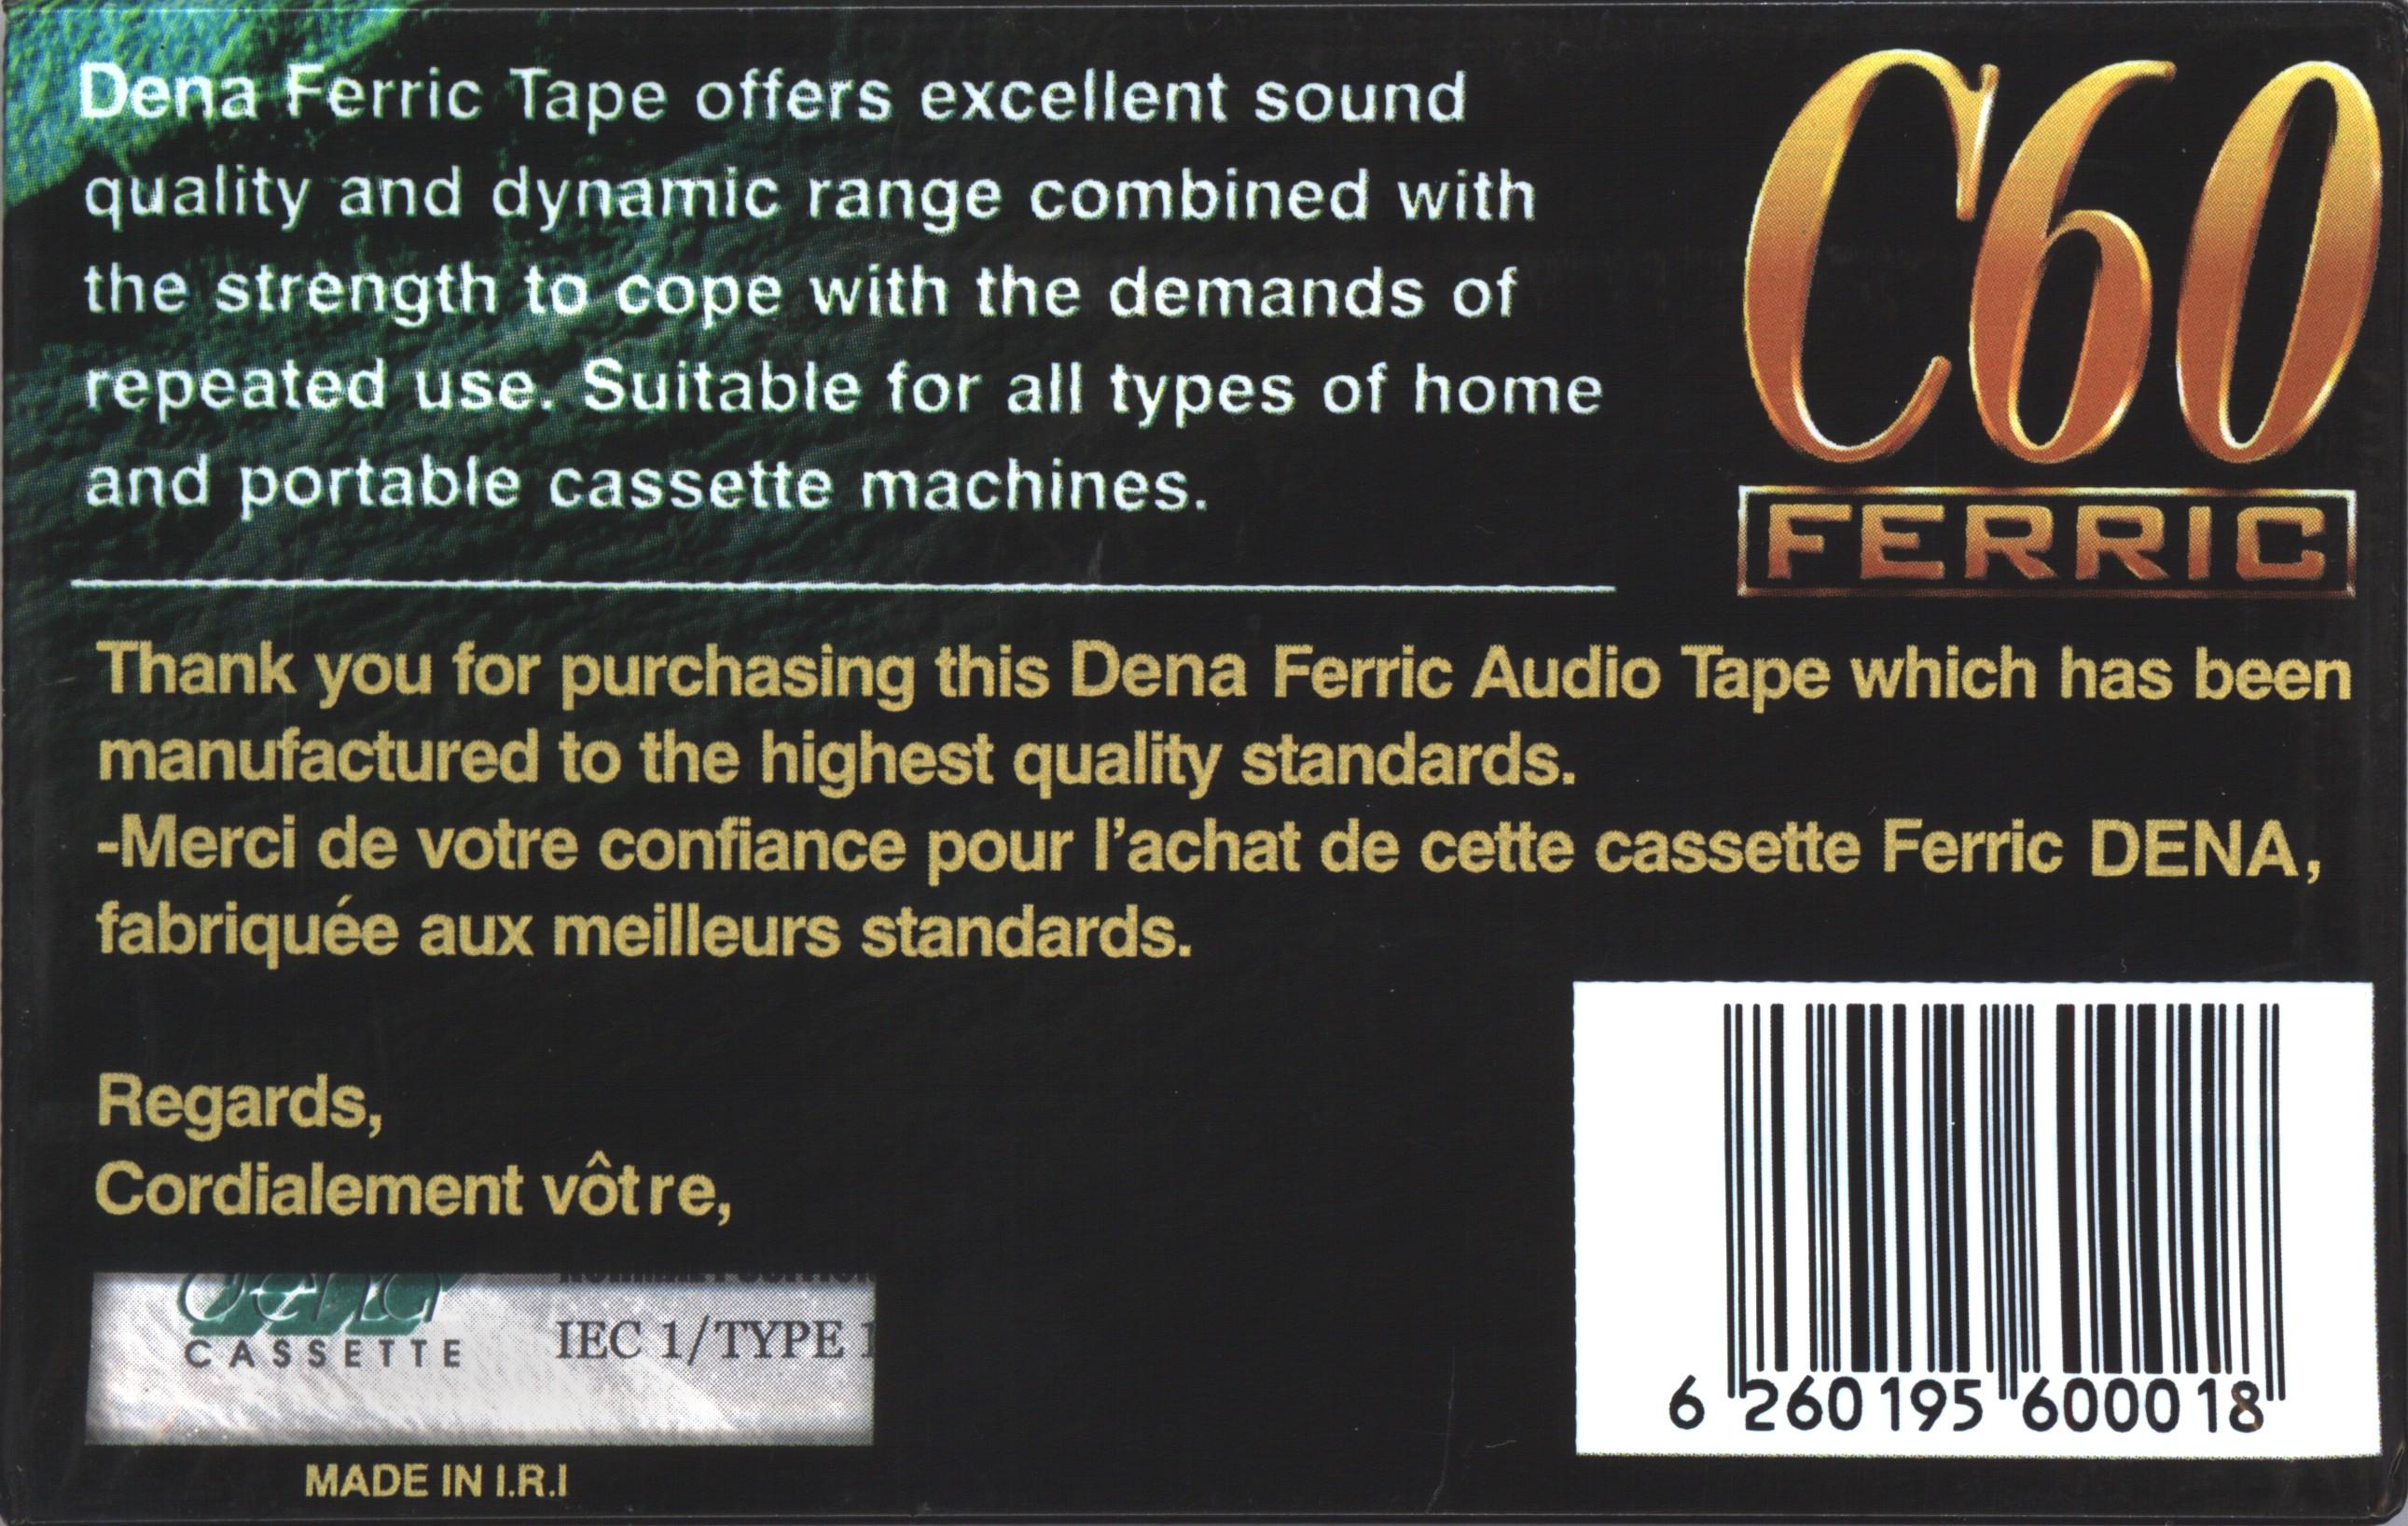 Dena Ferric Tape offers excellent sound
quality and dynamic range combined with
the strength to cope with the demands of
repeated use. Suitable for all types of home
and portable cassette machines.
C60
FERRIC
Thank you for purchasing this Dena Ferric Audio Tape which has been
manufactured to the highest quality standards.
-Merci de votre confiance pour l'achat de cette cassette Ferric DENA,
fabriquée aux meilleurs standards.
Regards,
Cordialement vôtre,
dena
CASSETTE
IEC 1/TYPE 1
MADE IN I.R.I
6 260195 600018